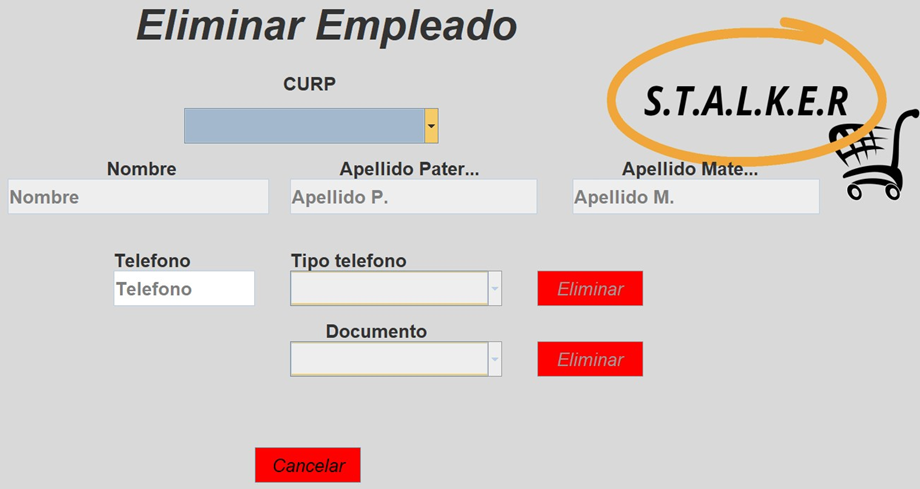 Eliminar Empleado
S.T.A.L.K.E.R
CURP
Nombre
Apellido Pater...
Apellido Mate...
Nombre
Apellido P.
Apellido M.
Telefono
Tipo telefono
Telefono
Eliminar
Documento
Eliminar
Cancelar